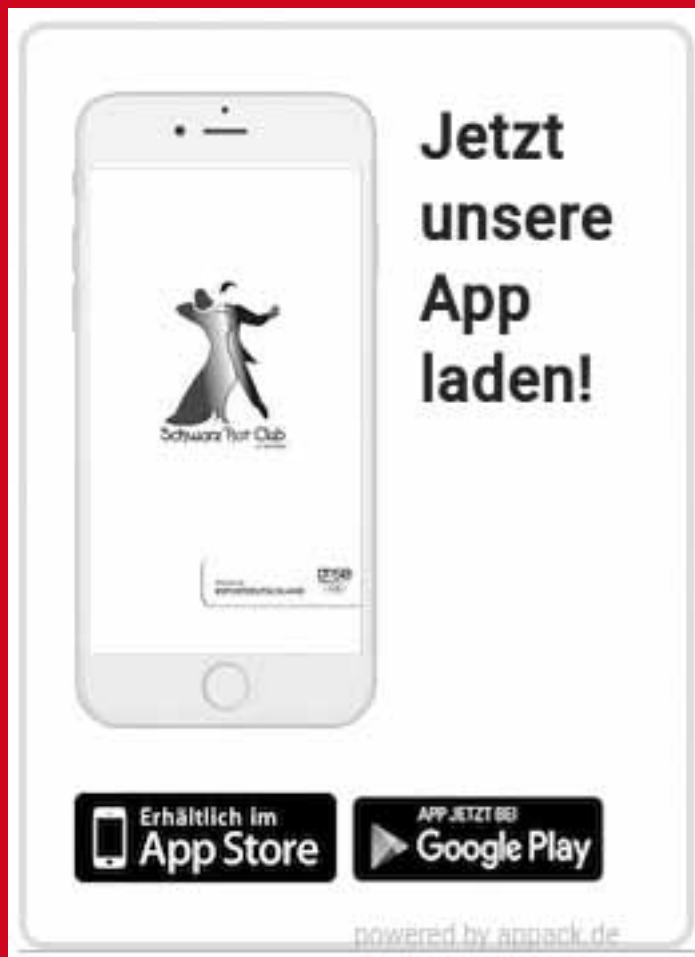 Jetzt
unsere
App
laden!
Schwarz Rot Club
Erhältlich im
App Store
APP JETZT BEI
Google Play
powered by appack.de